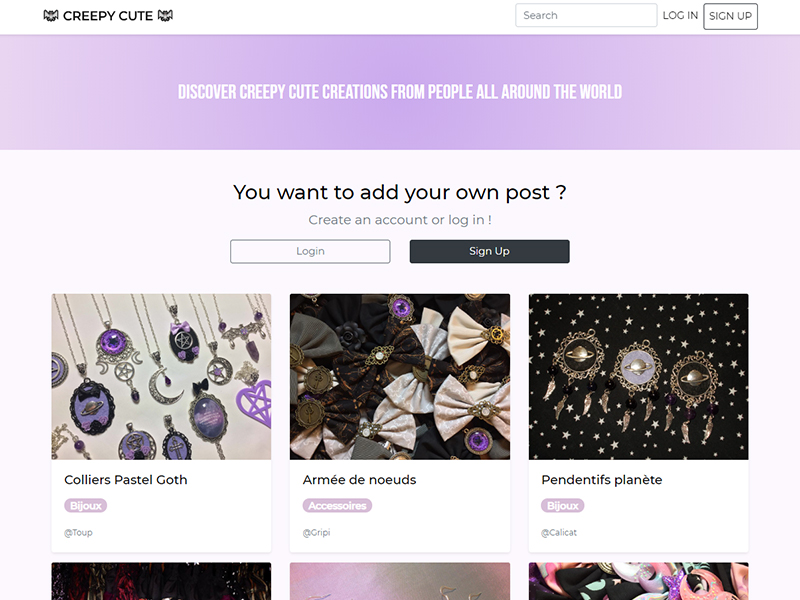 CREEPY CUTE
Search
LOG IN
SIGN UP
DISCOVER CREEPY CUTE CREATIONS FROM PEOPLE ALL AROUND THE WORLD
You want to add your own post ?
Create an account or log in !
Login
Sign Up
Colliers Pastel Goth
Bijoux
@Toup
Armée de noeuds
Accessoires
@Gripi
Pendentifs planète
Bijoux
@Calicat